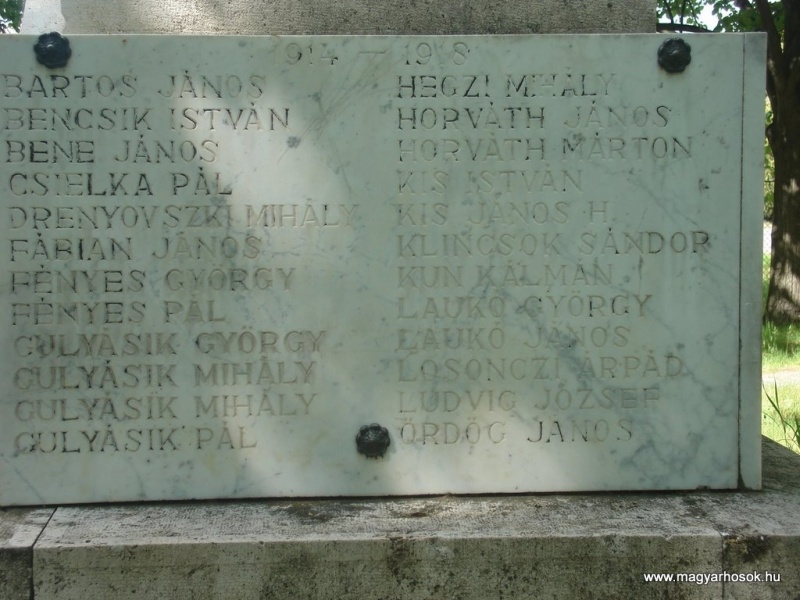 1914 - 1918
BARTOS JÁNOS
BENCSIK ISTVÁN
BENE JÁNOS
CSIELKA PÁL
DRENYOVSZKI MIHÁLY
FÁBIAN JÁNOS
FÉNYES GYÖRGY
FÉNYES PÁL
GULYÁSIK GYÖRGY
GULYÁSIK MIHÁLY
GULYÁSIK MIHÁLY
GULYÁSIK PÁL
HEGZI MIHÁLY
HORVÁTH JÁNOS
HORVÁTH MÁRTON
KIS ISTVÁN
KIS JÁNOS H.
KLINCSOK SÁNDOR
KUN KÁLMÁN
LAUKÓ GYÖRGY
LAUKÓ JÁNOS
LOSONCZI ÁRPÁD
LUDVIG JÓZSEF
ÖRDÖG JÁNOS
www.magyarhosok.hu